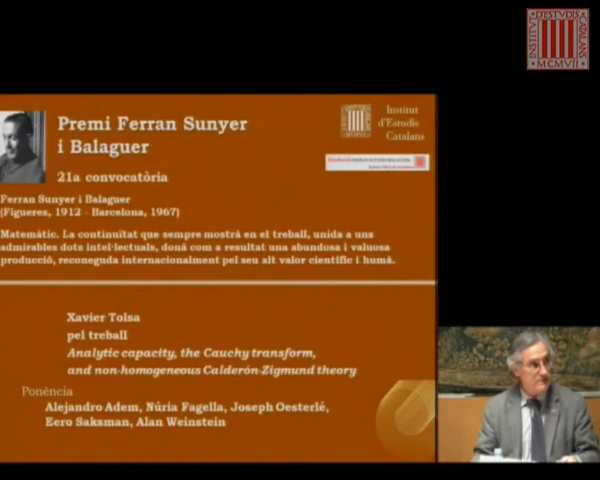 INSTITVT
D'ESTVDIS
CATALANS
MCMVII
Premi Ferran Sunyer
i Balaguer
21a convocatòria
Institut
d'Estudis
Catalans
Ferran Sunyer i Balaguer
(Figueres, 1912 - Barcelona, 1967)
Matemàtic. La continuïtat que sempre mostrà en el treball, unida a uns
admirables dots intel·lectuals, donà com a resultat una abundosa i valuosa
producció, reconeguda internacionalment pel seu alt valor científic i humà.
Xavier Tolsa
pel treball
Analytic capacity, the Cauchy transform,
and non-homogeneous Calderón-Zigmund theory
Ponència
Alejandro Adem, Núria Fagella, Joseph Oesterlé,
Eero Saksman, Alan Weinstein